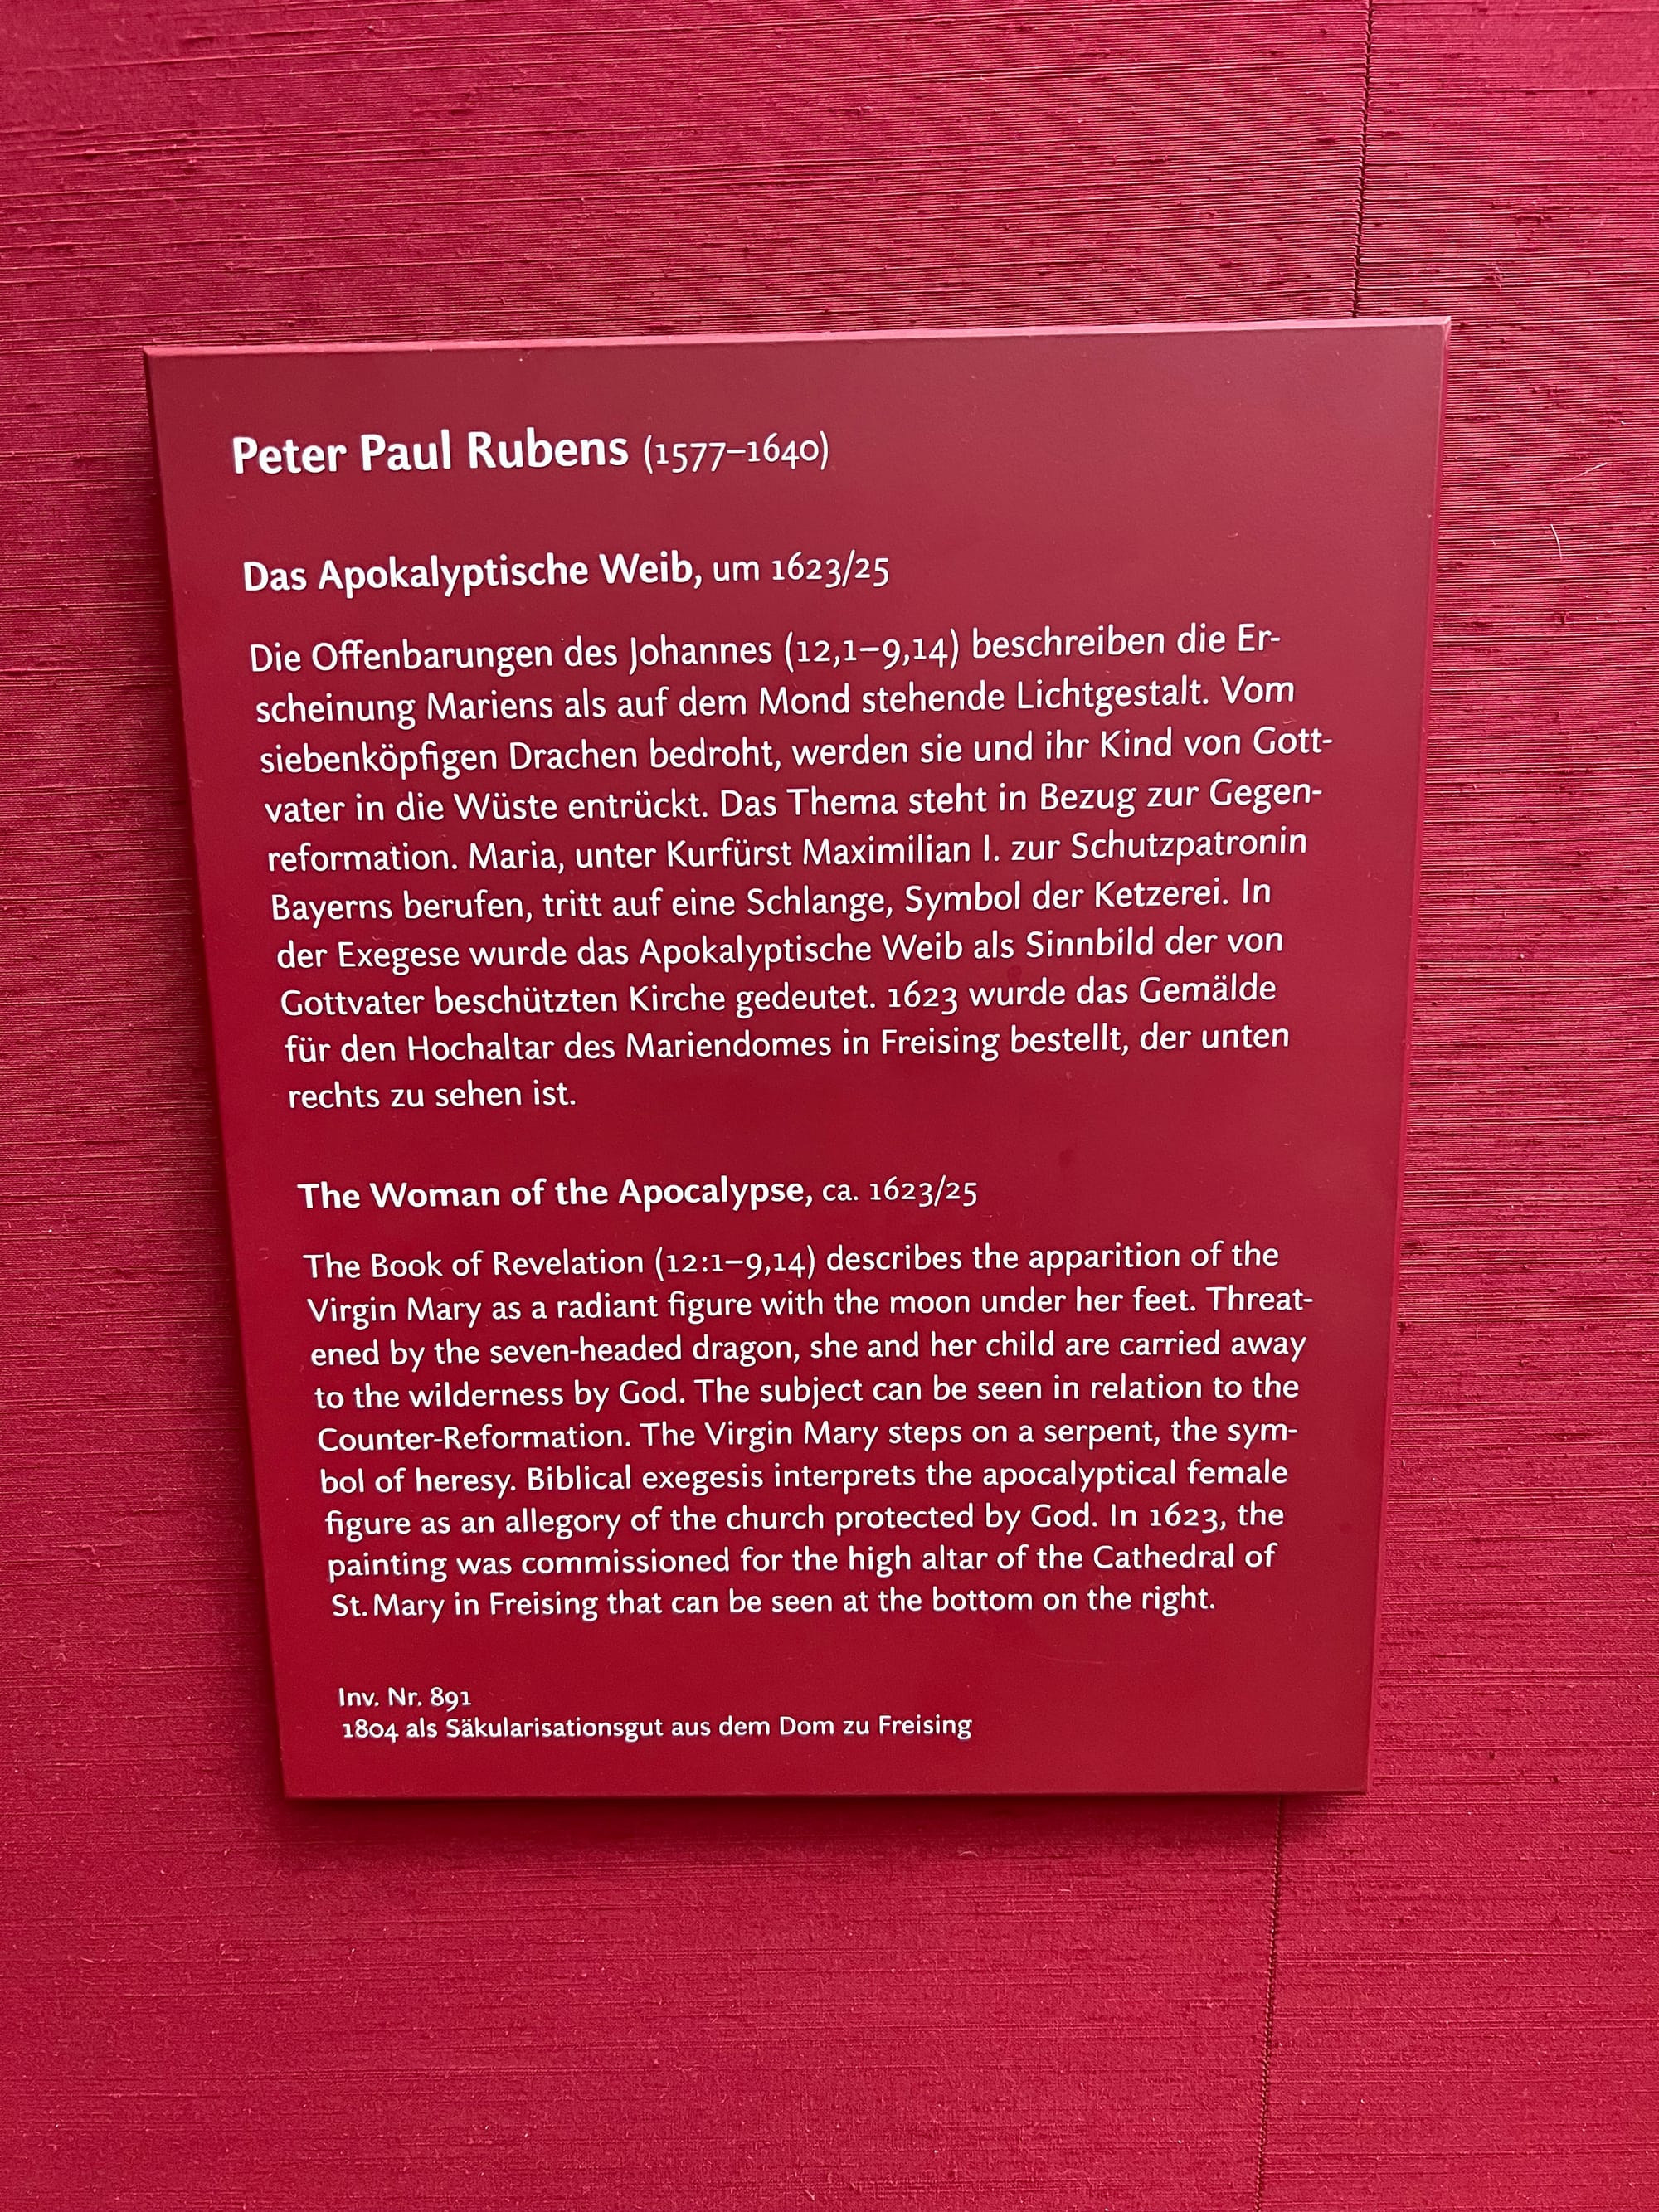 Peter Paul Rubens (1577–1640)
Das Apokalyptische Weib, um 1623/25
Die Offenbarungen des Johannes (12,1–9,14) beschreiben die Er-
scheinung Mariens als auf dem Mond stehende Lichtgestalt. Vom
siebenköpfigen Drachen bedroht, werden sie und ihr Kind von Gott-
vater in die Wüste entrückt. Das Thema steht in Bezug zur Gegen-
reformation. Maria, unter Kurfürst Maximilian I. zur Schutzpatronin
Bayerns berufen, tritt auf eine Schlange, Symbol der Ketzerei. In
der Exegese wurde das Apokalyptische Weib als Sinnbild der von
Gottvater beschützten Kirche gedeutet. 1623 wurde das Gemälde
für den Hochaltar des Mariendomes in Freising bestellt, der unten
rechts zu sehen ist.
The Woman of the Apocalypse, ca. 1623/25
The Book of Revelation (12:1–9,14) describes the apparition of the
Virgin Mary as a radiant figure with the moon under her feet. Threat-
ened by the seven-headed dragon, she and her child are carried away
to the wilderness by God. The subject can be seen in relation to the
Counter-Reformation. The Virgin Mary steps on a serpent, the sym-
bol of heresy. Biblical exegesis interprets the apocalyptical female
figure as an allegory of the church protected by God. In 1623, the
painting was commissioned for the high altar of the Cathedral of
St. Mary in Freising that can be seen at the bottom on the right.
Inv. Nr. 891
1804 als Säkularisationsgut aus dem Dom zu Freising